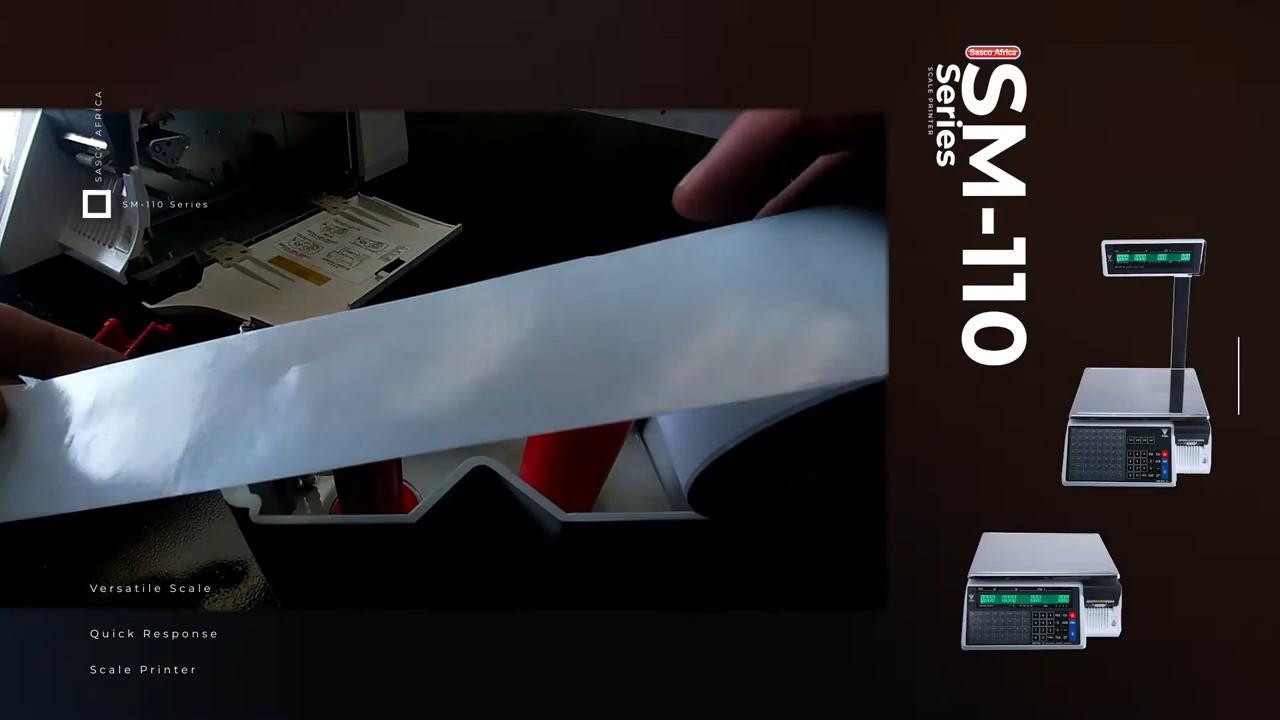 SASCO AFRICA
SM-110 Series
Versatile Scale
Quick Response
Scale Printer
Sasco Africa
SM-110
Series
SCALE PRINTER